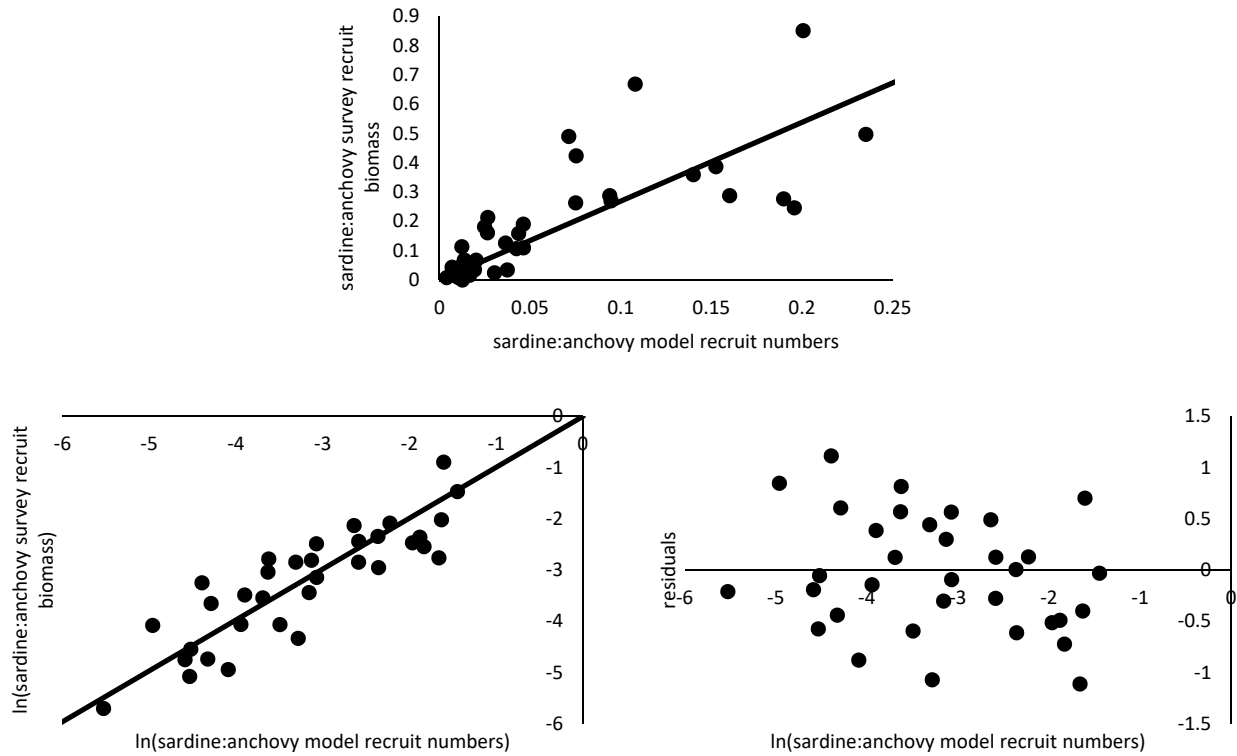 0.9
0.8
0.7
0.6
0.5
0.4
0.3
0.2
0.1
0
sardine:anchovy survey recruit
biomass
0 0.05 0.1 0.15 0.2 0.25
sardine:anchovy model recruit numbers
0
-6 -5 -4 -3 -2 -1 0
-1
-2
-3
-4
-5
-6
ln(sardine:anchovy survey recruit
biomass)
ln(sardine:anchovy model recruit numbers)
1.5
1
0.5
0
-6 -5 -4 -3 -2 -1 0
-0.5
-1
-1.5
residuals
ln(sardine:anchovy model recruit numbers)